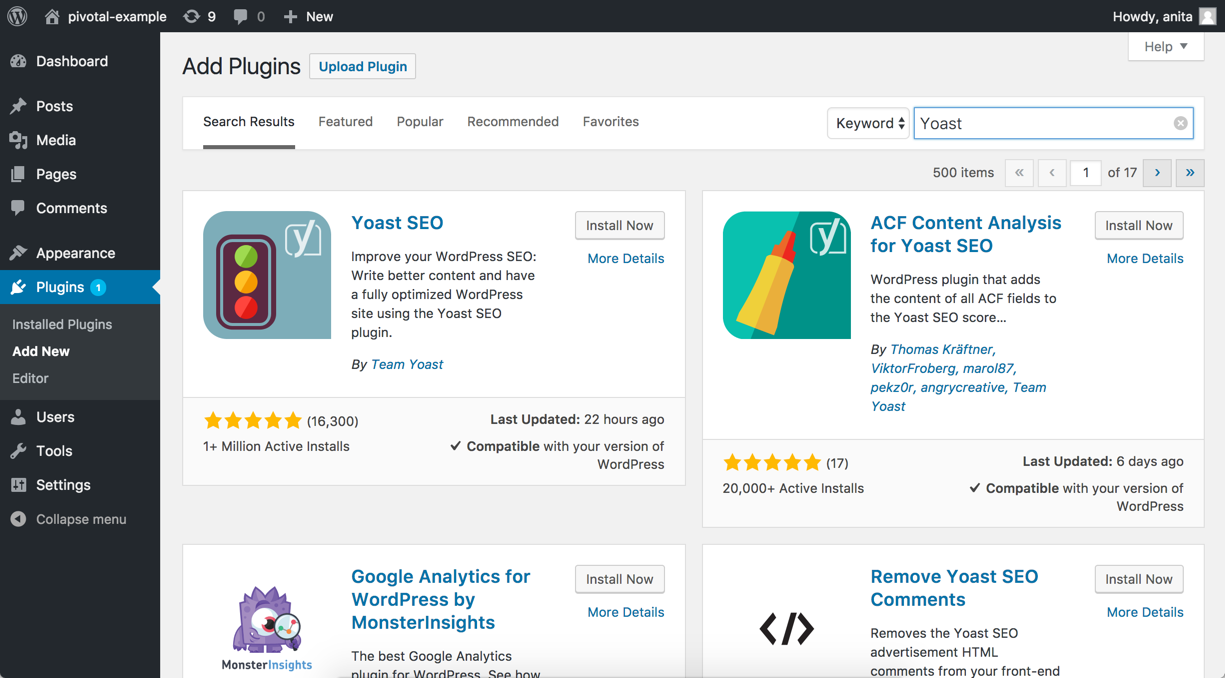 pivotal-example 9 0 New Howdy, anita
Help
Dashboard
Posts
Media
Pages
Comments
Appearance
Plugins 1
Installed Plugins
Add New
Editor
Users
Tools
Settings
Collapse menu
Add Plugins Upload Plugin
Search Results Featured Popular Recommended Favorites Keyword Yoast
500 items « ‹ 1 of 17 › »
Yoast SEO
Install Now
More Details
Improve your WordPress SEO:
Write better content and have
a fully optimized WordPress
site using the Yoast SEO
plugin.
By Team Yoast
(16,300)
1+ Million Active Installs
Last Updated: 22 hours ago
Compatible with your version of
WordPress
ACF Content Analysis
for Yoast SEO
Install Now
More Details
WordPress plugin that adds
the content of all ACF fields to
the Yoast SEO score...
By Thomas Kräftner,
ViktorFroberg, marol87,
pekz0r, angrycreative, Team
Yoast
(17)
20,000+ Active Installs
Last Updated: 6 days ago
Compatible with your version of
WordPress
MonsterInsights
Google Analytics for
WordPress by
MonsterInsights
Install Now
More Details
The best Google Analytics
plugin for WordPress. See how
</>
Remove Yoast SEO
Comments
Install Now
More Details
Removes the Yoast SEO
advertisement HTML
comments from your front-end